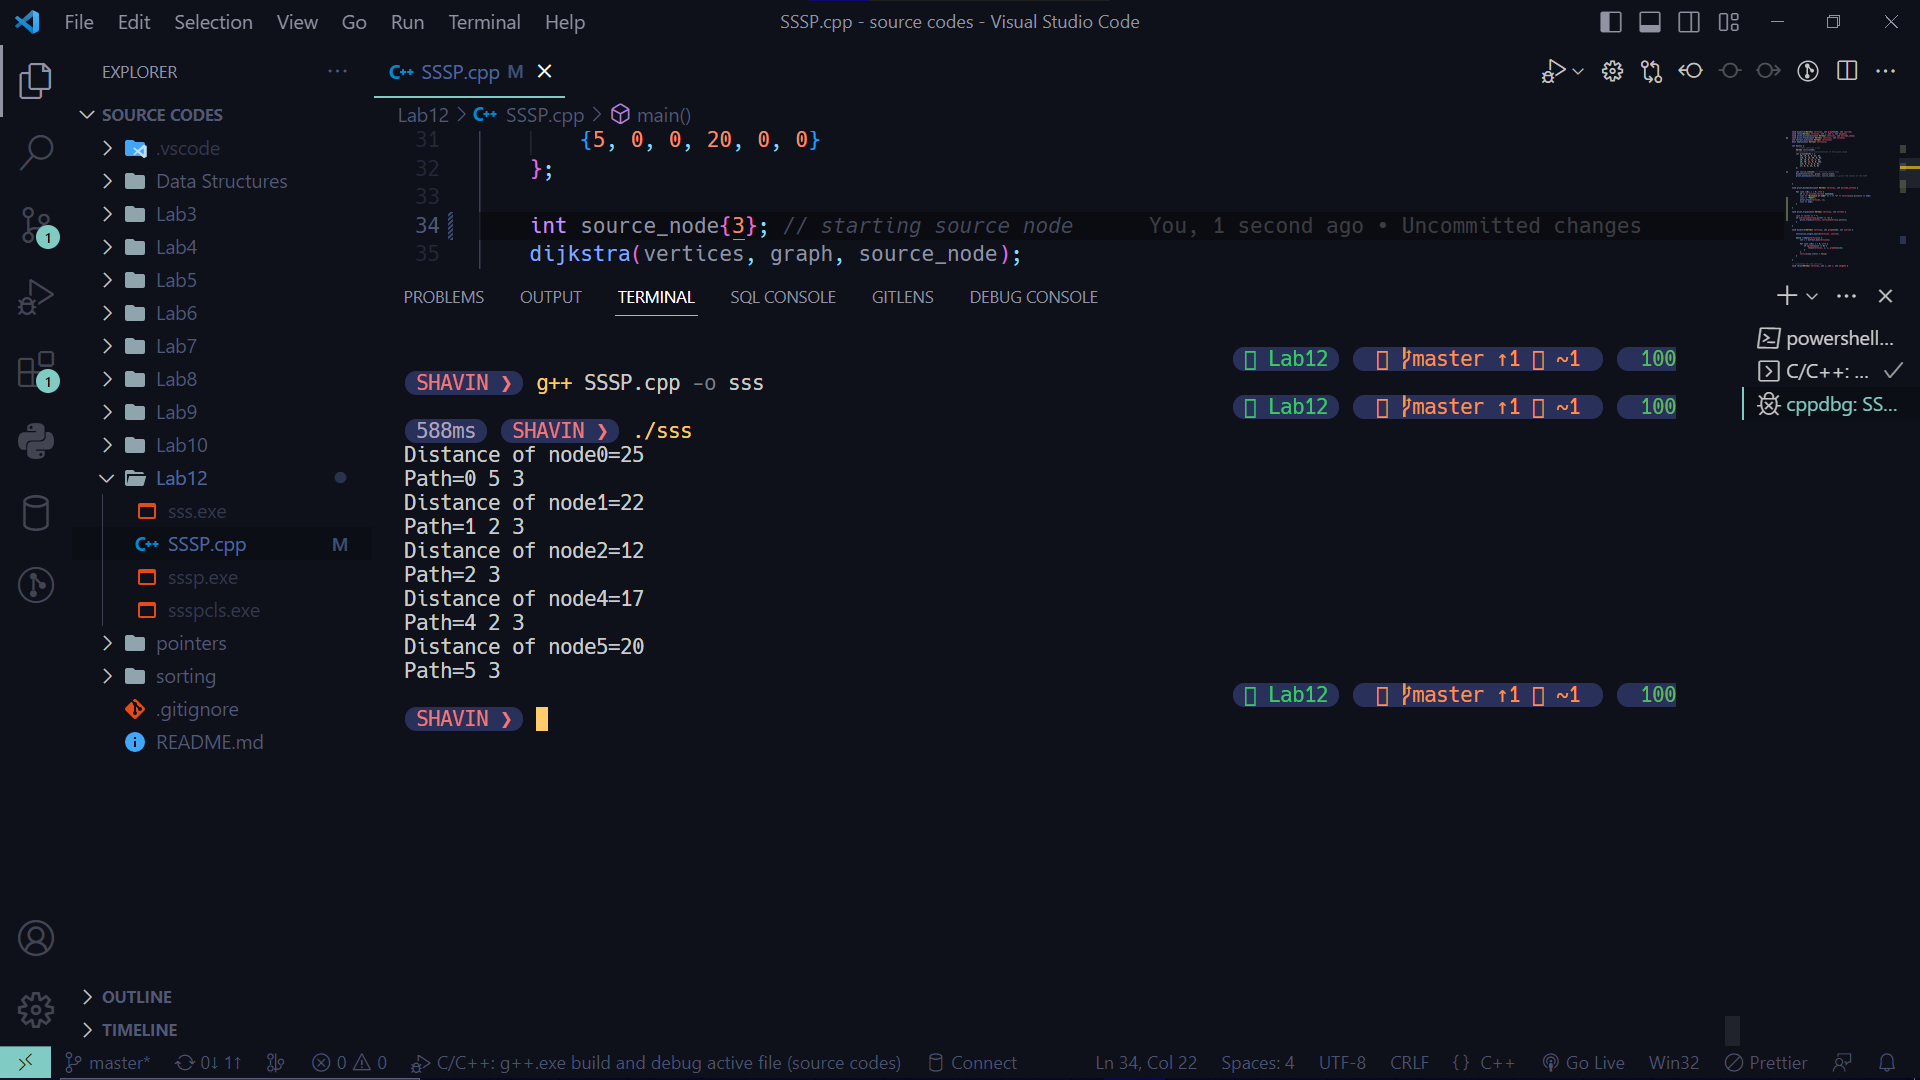 File Edit Selection View Go Run Terminal Help
SSSP.cpp - source codes - Visual Studio Code
EXPLORER
SOURCE CODES
.vscode
Data Structures
Lab3
Lab4
Lab5
Lab6
Lab7
Lab8
Lab9
Lab10
Lab12
sss.exe
C++ SSSP.cpp M
sssp.exe
ssspcls.exe
pointers
sorting
.gitignore
README.md
OUTLINE
TIMELINE
1
1
C++ SSSP.cpp M
Lab12 > C++ SSSP.cpp > main()
31 {5, 0, 0, 20, 0, 0}
32 };
33
34 int source_node{3}; // starting source node You, 1 second ago • Uncommitted changes
35 dijkstra(vertices, graph, source_node);
PROBLEMS OUTPUT TERMINAL SQL CONSOLE GITLENS DEBUG CONSOLE
Lab12 master ↑1 ~1 100
SHAVIN ❯ g++ SSSP.cpp -o sss
Lab12 master ↑1 ~1 100
588ms SHAVIN ❯ ./sss
Distance of node0=25
Path=0 5 3
Distance of node1=22
Path=1 2 3
Distance of node2=12
Path=2 3
Distance of node4=17
Path=4 2 3
Distance of node5=20
Path=5 3
Lab12 master ↑1 ~1 100
SHAVIN ❯
powershell...
C/C++: ...
cppdbg: SS...
master* 0↓ 1↑ 0 0 C/C++: g++.exe build and debug active file (source codes) Connect Ln 34, Col 22 Spaces: 4 UTF-8 CRLF {} C++ Go Live Win32 Prettier